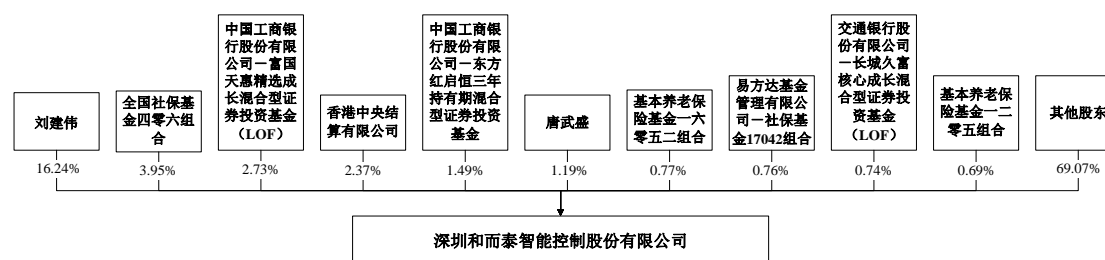 刘建伟
全国社保基
金四零六组
合
中国工商银
行股份有限
公司－富国
天惠精选成
长混合型证
券投资基金
（LOF）
香港中央结
算有限公司
中国工商银
行股份有限
公司－东方
红启恒三年
持有期混合
型证券投资
基金
唐武盛
基本养老保
险基金一六
零五二组合
易方达基金
管理有限公
司－社保基
金17042组合
交通银行股
份有限公司
－长城久富
核心成长混
合型证券投
资基金
（LOF）
基本养老保
险基金一二
零五组合
其他股东
16.24%
3.95%
2.73%
2.37%
1.49%
1.19%
0.77%
0.76%
0.74%
0.69%
69.07%
深圳和而泰智能控制股份有限公司